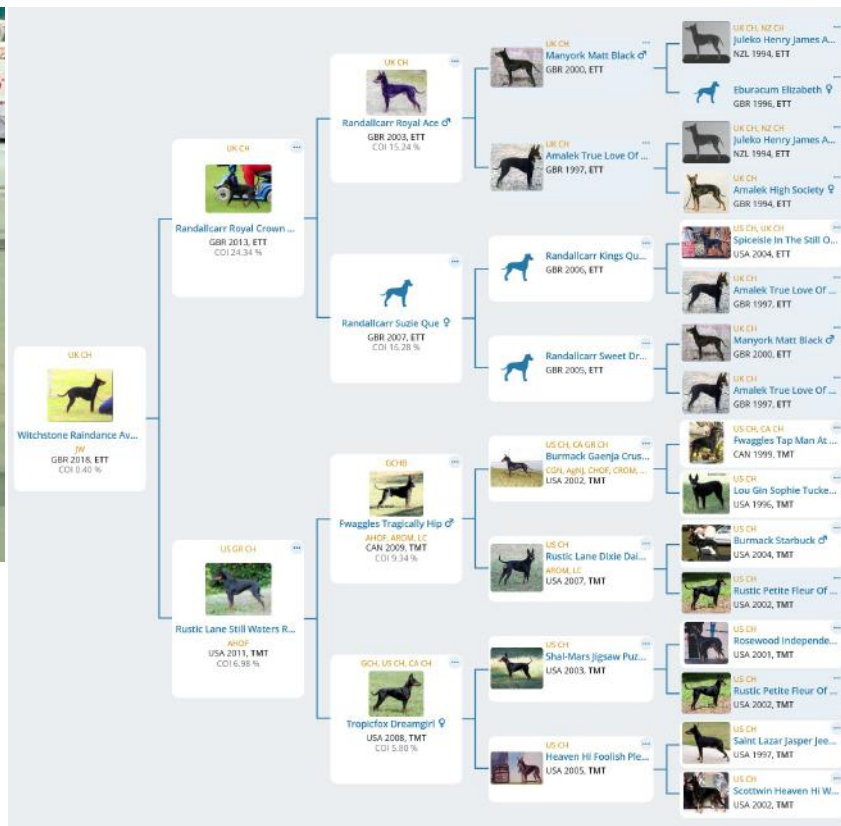 UK CH
Witchstone Raindance Av...
JW
GBR 2018, ETT
COI 0.40 %
UK CH
Randallcarr Royal Crown ...
GBR 2013, ETT
COI 24.34 %
US GR CH
Rustic Lane Still Waters R...
AHOF
USA 2011, TMT
COI 6.98 %
UK CH
Randallcarr Royal Ace ♂
GBR 2003, ETT
COI 15.24 %
Randallcarr Suzie Que ♀
GBR 2007, ETT
COI 15.28 %
GCHB
Fwaggles Tragically Hip ♂
AHOF, AROM, LC
CAN 2009, TMT
COI 9.34 %
GCH, US CH, CA CH
Tropicfox Dreamgirl ♀
USA 2008, TMT
COI 5.80 %
UK CH
Manyork Matt Black ♂
GBR 2000, ETT
UK CH
Amalek True Love Of ...
GBR 1997, ETT
Randallcarr Kings Qu...
GBR 2006, ETT
Randallcarr Sweet Dr...
GBR 2005, ETT
US CH, CA GR CH
Burmack Gaenja Crus...
CGN, AgNJ, CHOF, CROM, ...
USA 2002, TMT
US CH
Rustic Lane Dixie Dai...
AROM, LC
USA 2007, TMT
US CH
Shal-Mars Jigsaw Puz...
USA 2003, TMT
US CH
Heaven Hi Foolish Ple...
USA 2005, TMT
UK CH, NZ CH
Juleko Henry James A...
NZL 1994, ETT
Eburacum Elizabeth ♀
GBR 1996, ETT
UK CH, NZ CH
Juleko Henry James A...
NZL 1994, ETT
UK CH
Amalek High Society ♀
GBR 1994, ETT
US CH, UK CH
Spiceisle In The Still O...
USA 2004, ETT
UK CH
Amalek True Love Of ...
GBR 1997, ETT
UK CH
Manyork Matt Black ♂
GBR 2000, ETT
UK CH
Amalek True Love Of ...
GBR 1997, ETT
US CH, CA CH
Fwaggles Tap Man At ...
CAN 1999, TMT
US CH
Lou Gin Sophie Tucke...
USA 1996, TMT
US CH
Burmack Starbuck ♂
USA 2004, TMT
US CH
Rustic Petite Fleur Of ...
USA 2002, TMT
US CH
Rosewood Independe...
USA 2001, TMT
US CH
Rustic Petite Fleur Of ...
USA 2002, TMT
US CH
Saint Lazar Jasper Jee...
USA 1997, TMT
US CH
Scottwin Heaven Hi W...
USA 2002, TMT